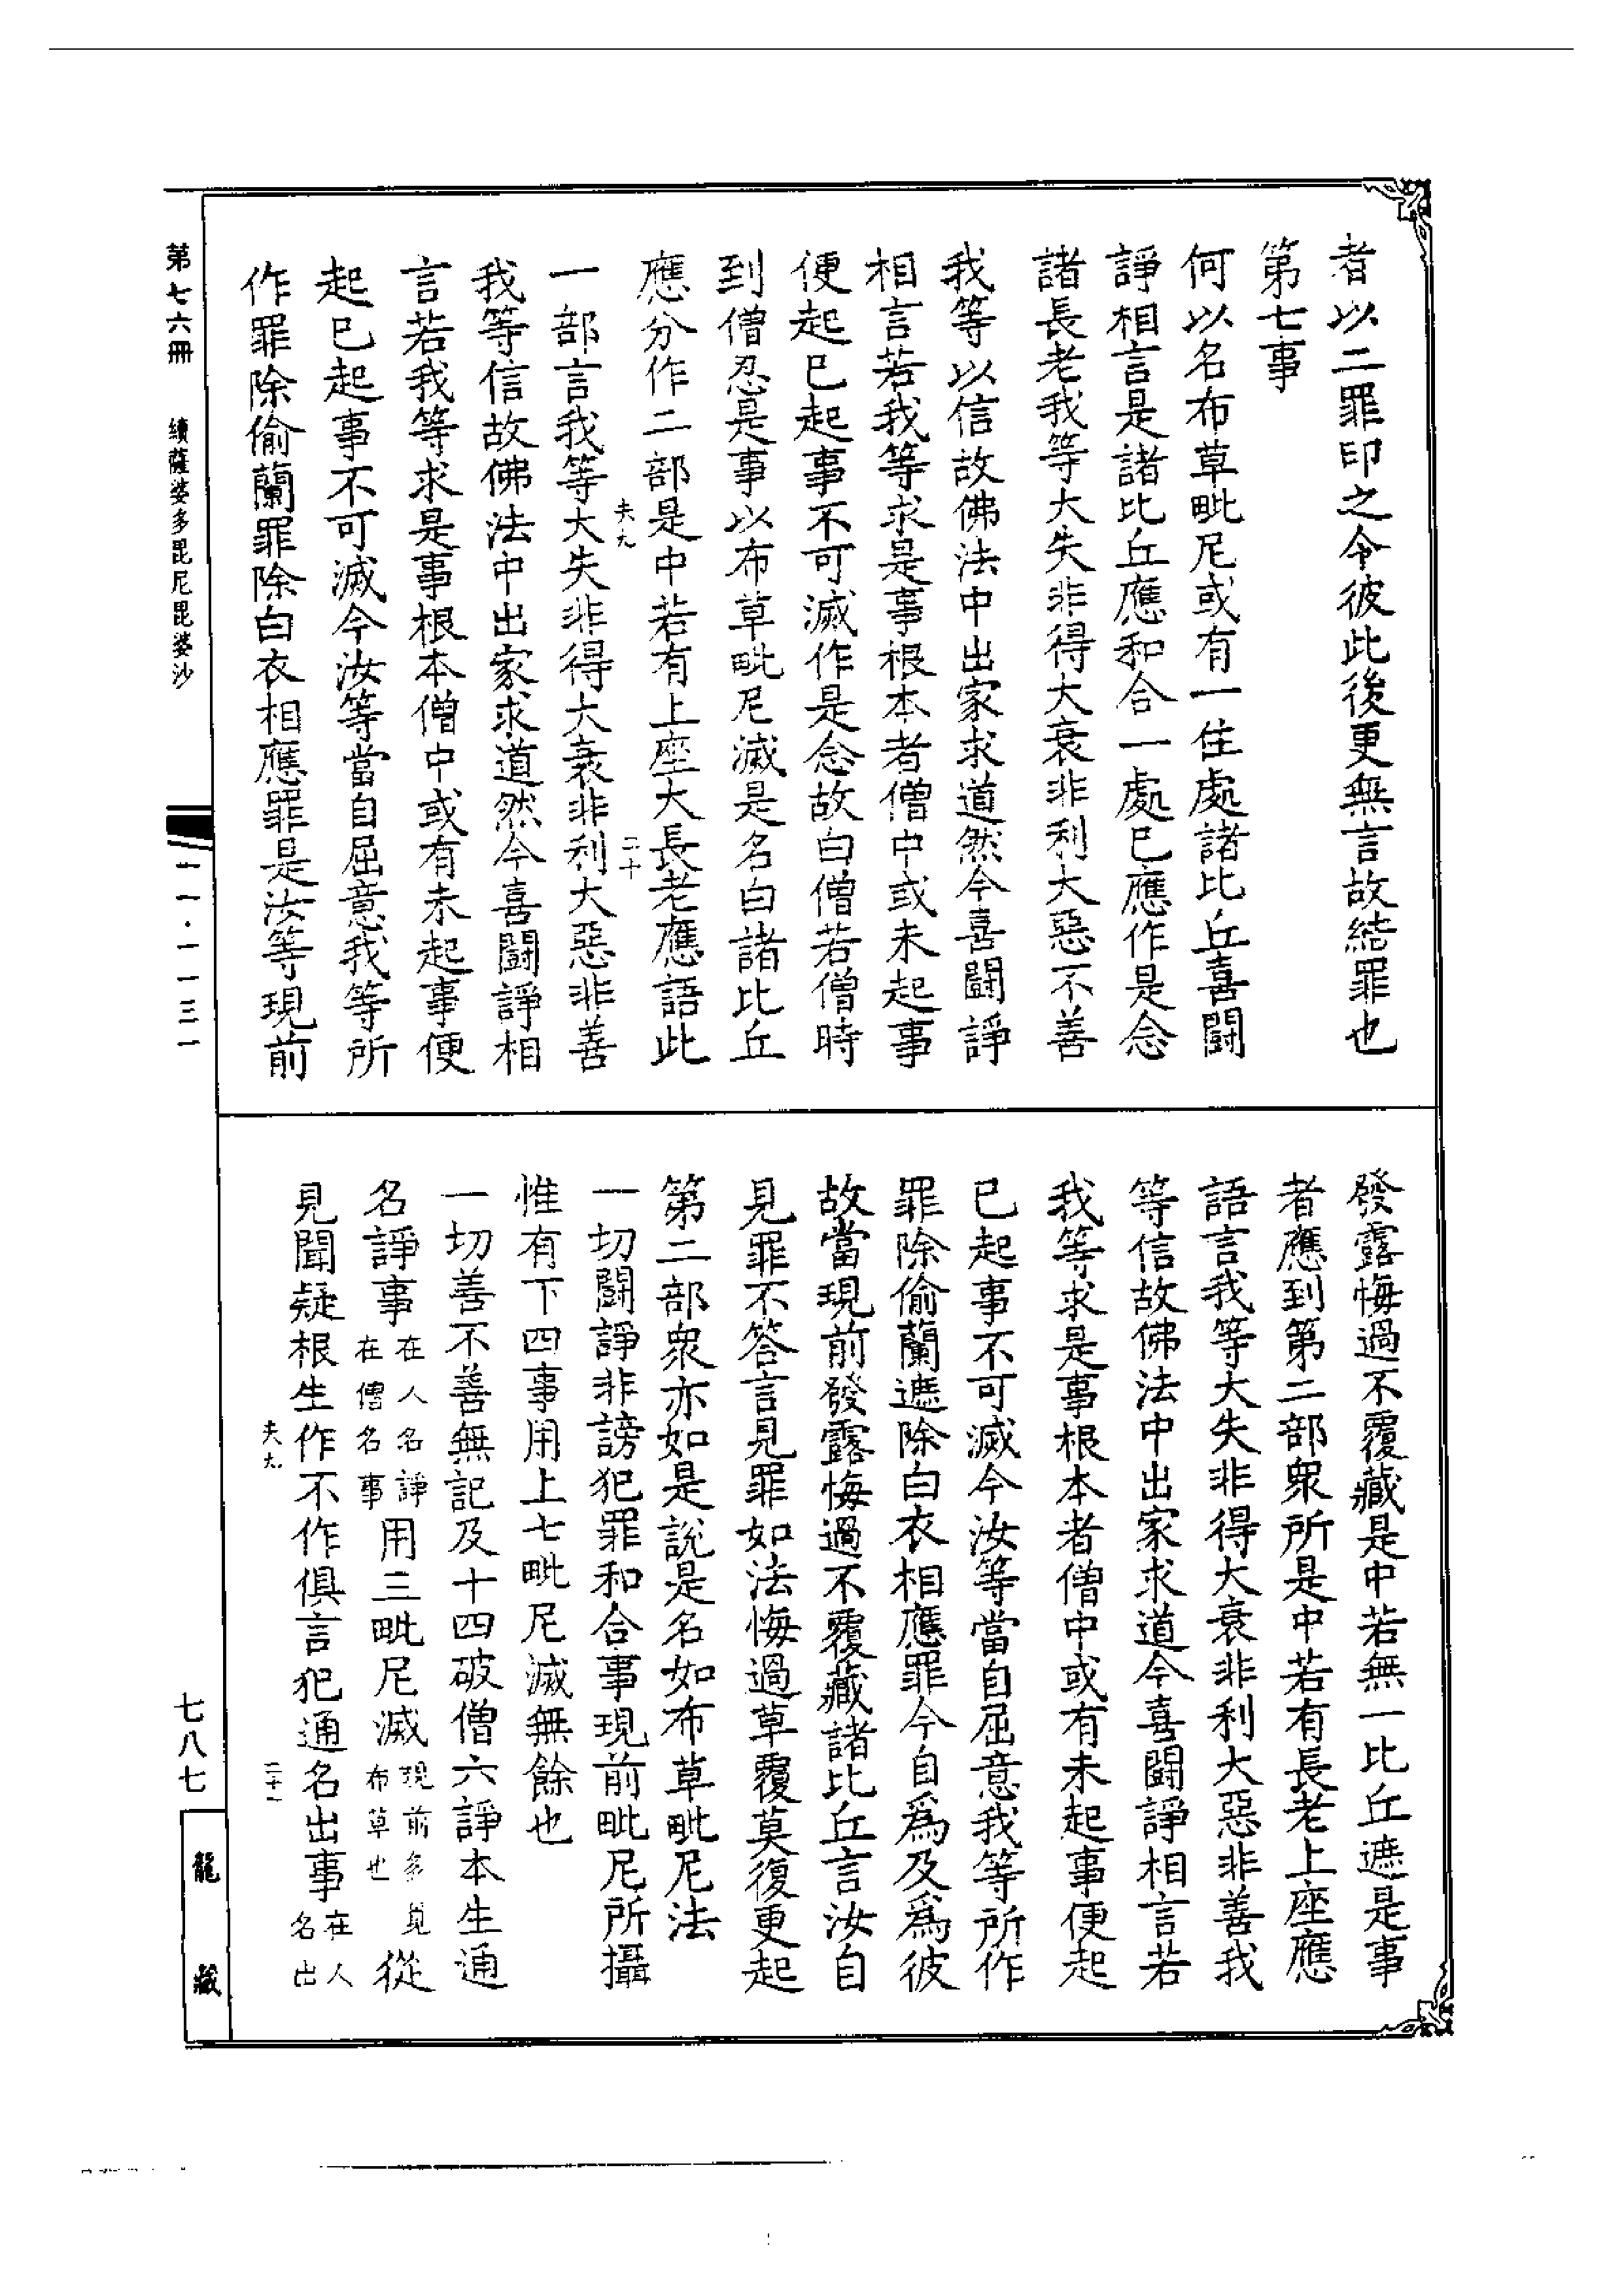 者以二罪印之令彼此後更無言故結罪也
第七事
何以名布草毗尼或有一住處諸比丘喜鬪
諍相言是諸比丘應和合一處已應作是念
諸長老我等大失非得大衰非利大惡不善
我等以信故佛法中出家求道然今喜鬪諍
相言若我等求是事根本者僧中或未起事
便起已起事不可滅作是念故白僧若僧時
到僧忍是事以布草毗尼滅是名白諸比丘
應分作二部是中若有上座大長老應語此
一部言我等大失非得大衰非利大惡非善
我等信故佛法中出家求道然今喜鬪諍相
言若我等求是事根本僧中或有未起事便
起已起事不可滅今汝等當自屈意我等所
作罪除偷蘭罪除白衣相應罪是汝等現前
發露悔過不覆藏是中若無一比丘遮是事
者應到第二部衆所是中若有長老上座應
語言我等大失非得大衰非利大惡非善我
等信故佛法中出家求道今喜鬪諍相言若
我等求是事根本者僧中或有未起事便起
已起事不可滅今汝等當自屈意我等所作
罪除偷蘭遮除白衣相應罪今自爲及爲彼
故當現前發露悔過不覆藏諸比丘言汝自
見罪不答言見罪如法悔過草覆莫復更起
第二部衆亦如是說是名如布草毗尼法
一切鬪諍非謗犯罪和合事現前毗尼所攝
惟有下四事用上七毗尼滅無餘也
一切善不善無記及十四破僧六諍本生通
名諍事在人名諍在僧名事用三毗尼滅現前多覓布草也從
見聞疑根生作不作俱言犯通名出事在人名出
第七六冊
續薩婆多毘尼毘婆沙
一一·一一三一
七八七
龍藏
夫九
二十
夫九
二十一